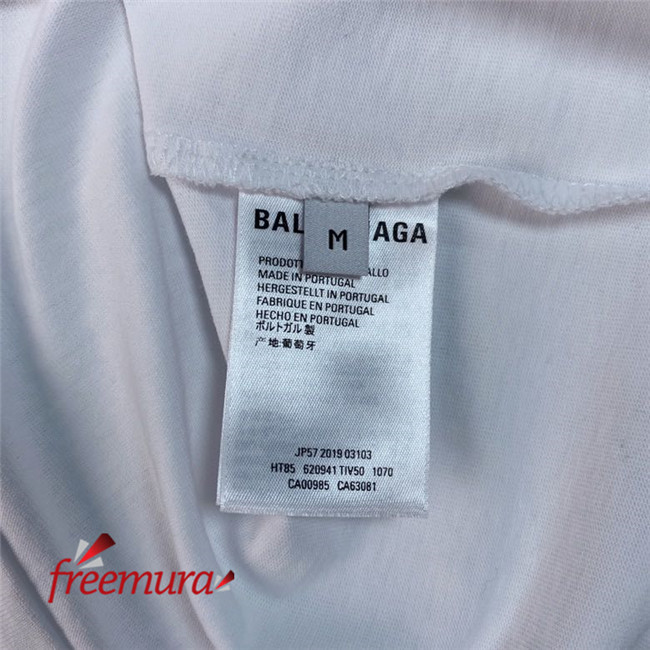 BAL AGA
M
PRODOTT ALLO
MADE IN PORTUGAL
HERGESTELLT IN PORTUGAL
FABRIQUE EN PORTUGAL
HECHO EN PORTUGAL
ポルトガル製
产地:葡萄牙
JP57 2019 03103
HT85 620941 TIV50 1070
CA00985 CA63081
freemura